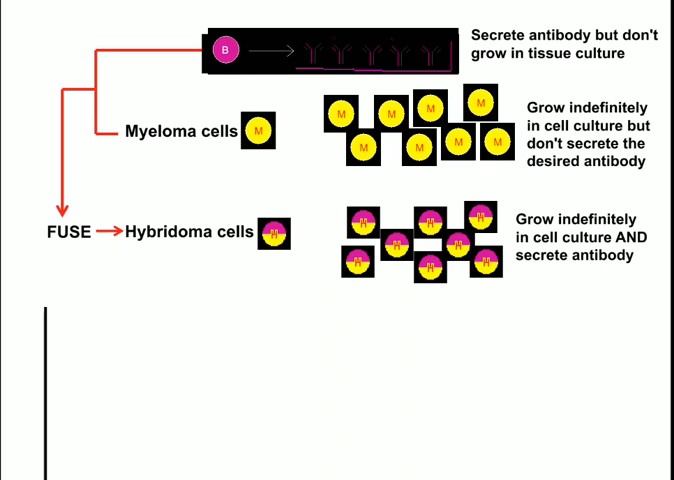 B
Secrete antibody but don't
grow in tissue culture
Myeloma cells M
M M M M
M M M M
Grow indefinitely
in cell culture but
don't secrete the
desired antibody
FUSE Hybridoma cells H
H H H
H H
H H H
Grow indefinitely
in cell culture AND
secrete antibody